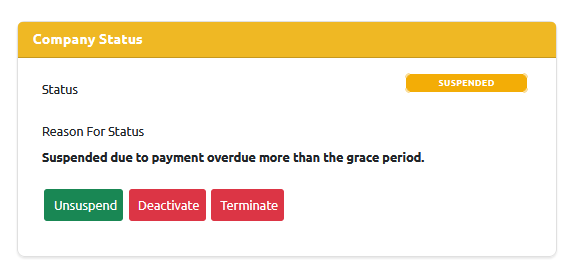 Company Status
Status
SUSPENDED
Reason For Status
Suspended due to payment overdue more than the grace period.
Unsuspend
Deactivate
Terminate